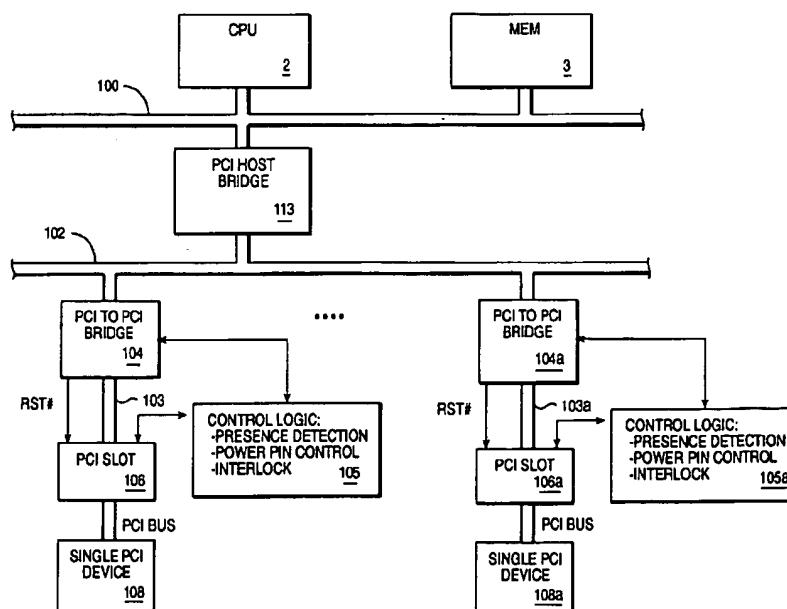 CPU
2
MEM
3
100
PCI HOST
BRIDGE
113
102
PCI TO PCI
BRIDGE
104
....
PCI TO PCI
BRIDGE
104a
RST#
103
CONTROL LOGIC:
-PRESENCE DETECTION
-POWER PIN CONTROL
-INTERLOCK
105
PCI SLOT
106
PCI BUS
SINGLE PCI
DEVICE
108
RST#
103a
CONTROL LOGIC:
-PRESENCE DETECTION
-POWER PIN CONTROL
-INTERLOCK
105a
PCI SLOT
106a
PCI BUS
SINGLE PCI
DEVICE
108a